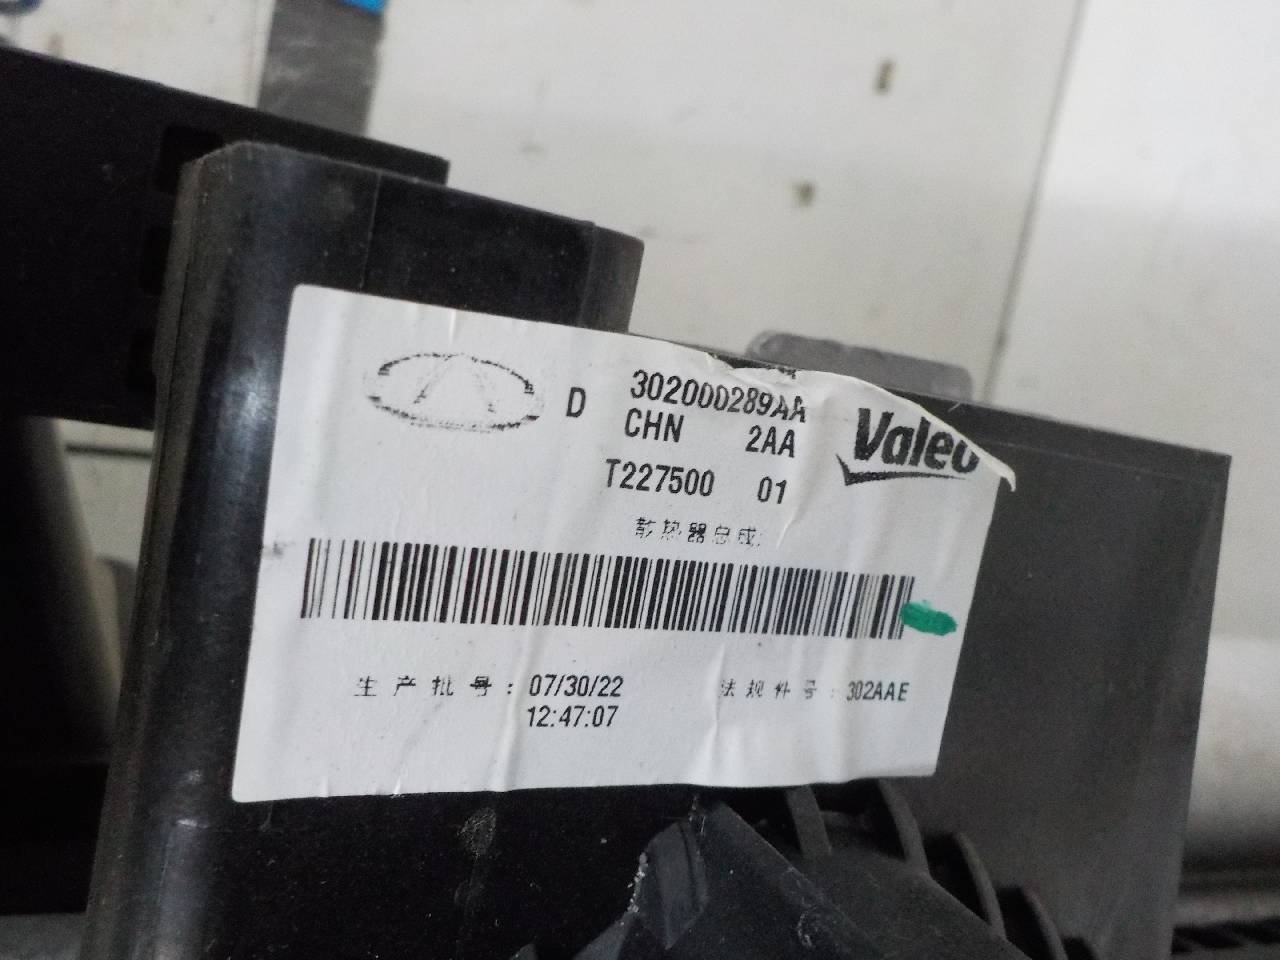 D 302000289AA
CHN 2AA
Valeo
T227500 01
散热器总成
生产批号: 07/30/22
12:47:07
法规件号: 302AAE